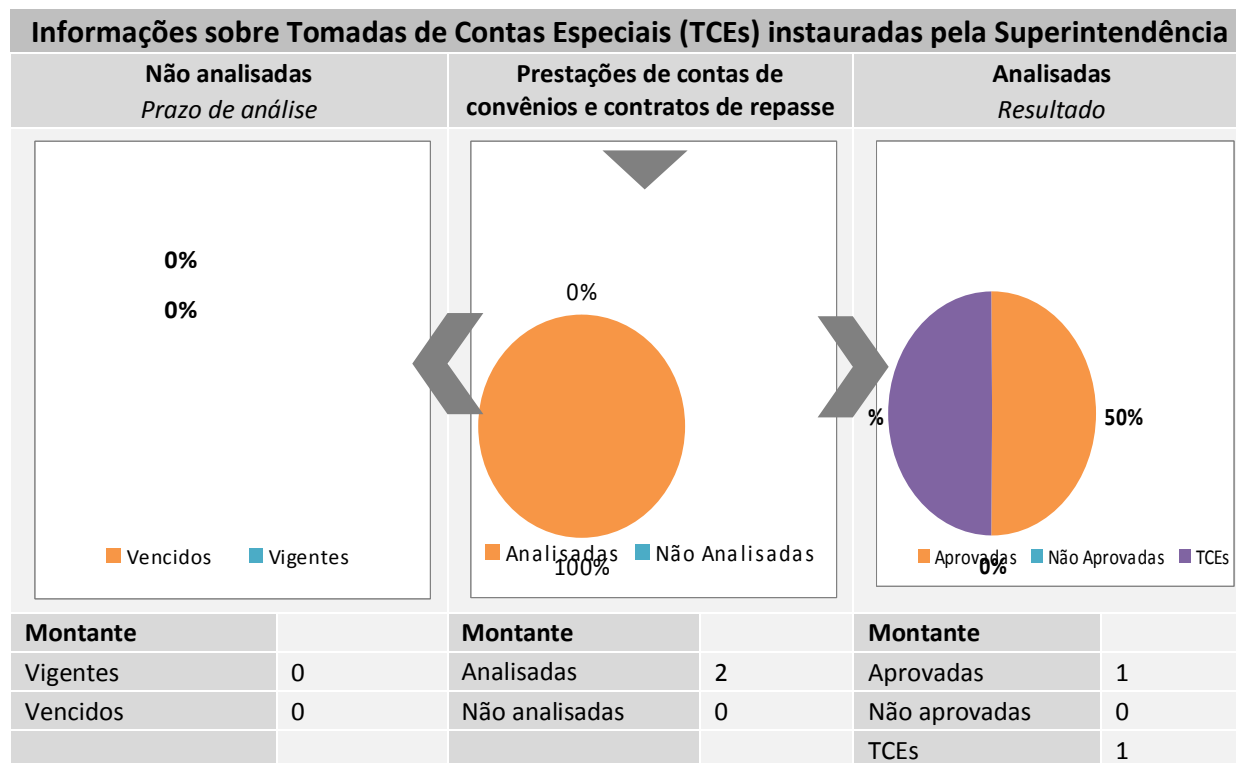 Informações sobre Tomadas de Contas Especiais (TCEs) instauradas pela Superintendência
Não analisadas
Prazo de análise
Prestações de contas de
convênios e contratos de repasse
Analisadas
Resultado
0%
0%
Vencidos Vigentes
0%
Analisadas Não Analisadas
100%
%
50%
Aprovadas Não Aprovadas TCEs
0%
Montante Montante Montante
Vigentes 0 Analisadas 2 Aprovadas 1
Vencidos 0 Não analisadas 0 Não aprovadas 0
TCEs 1